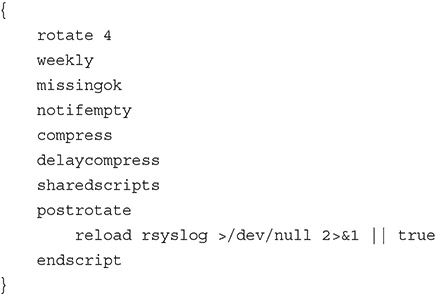 {
rotate 4
weekly
missingok
notifempty
compress
delaycompress
sharedscripts
postrotate
reload rsyslog >/dev/null 2>&1 || true
endscript
}